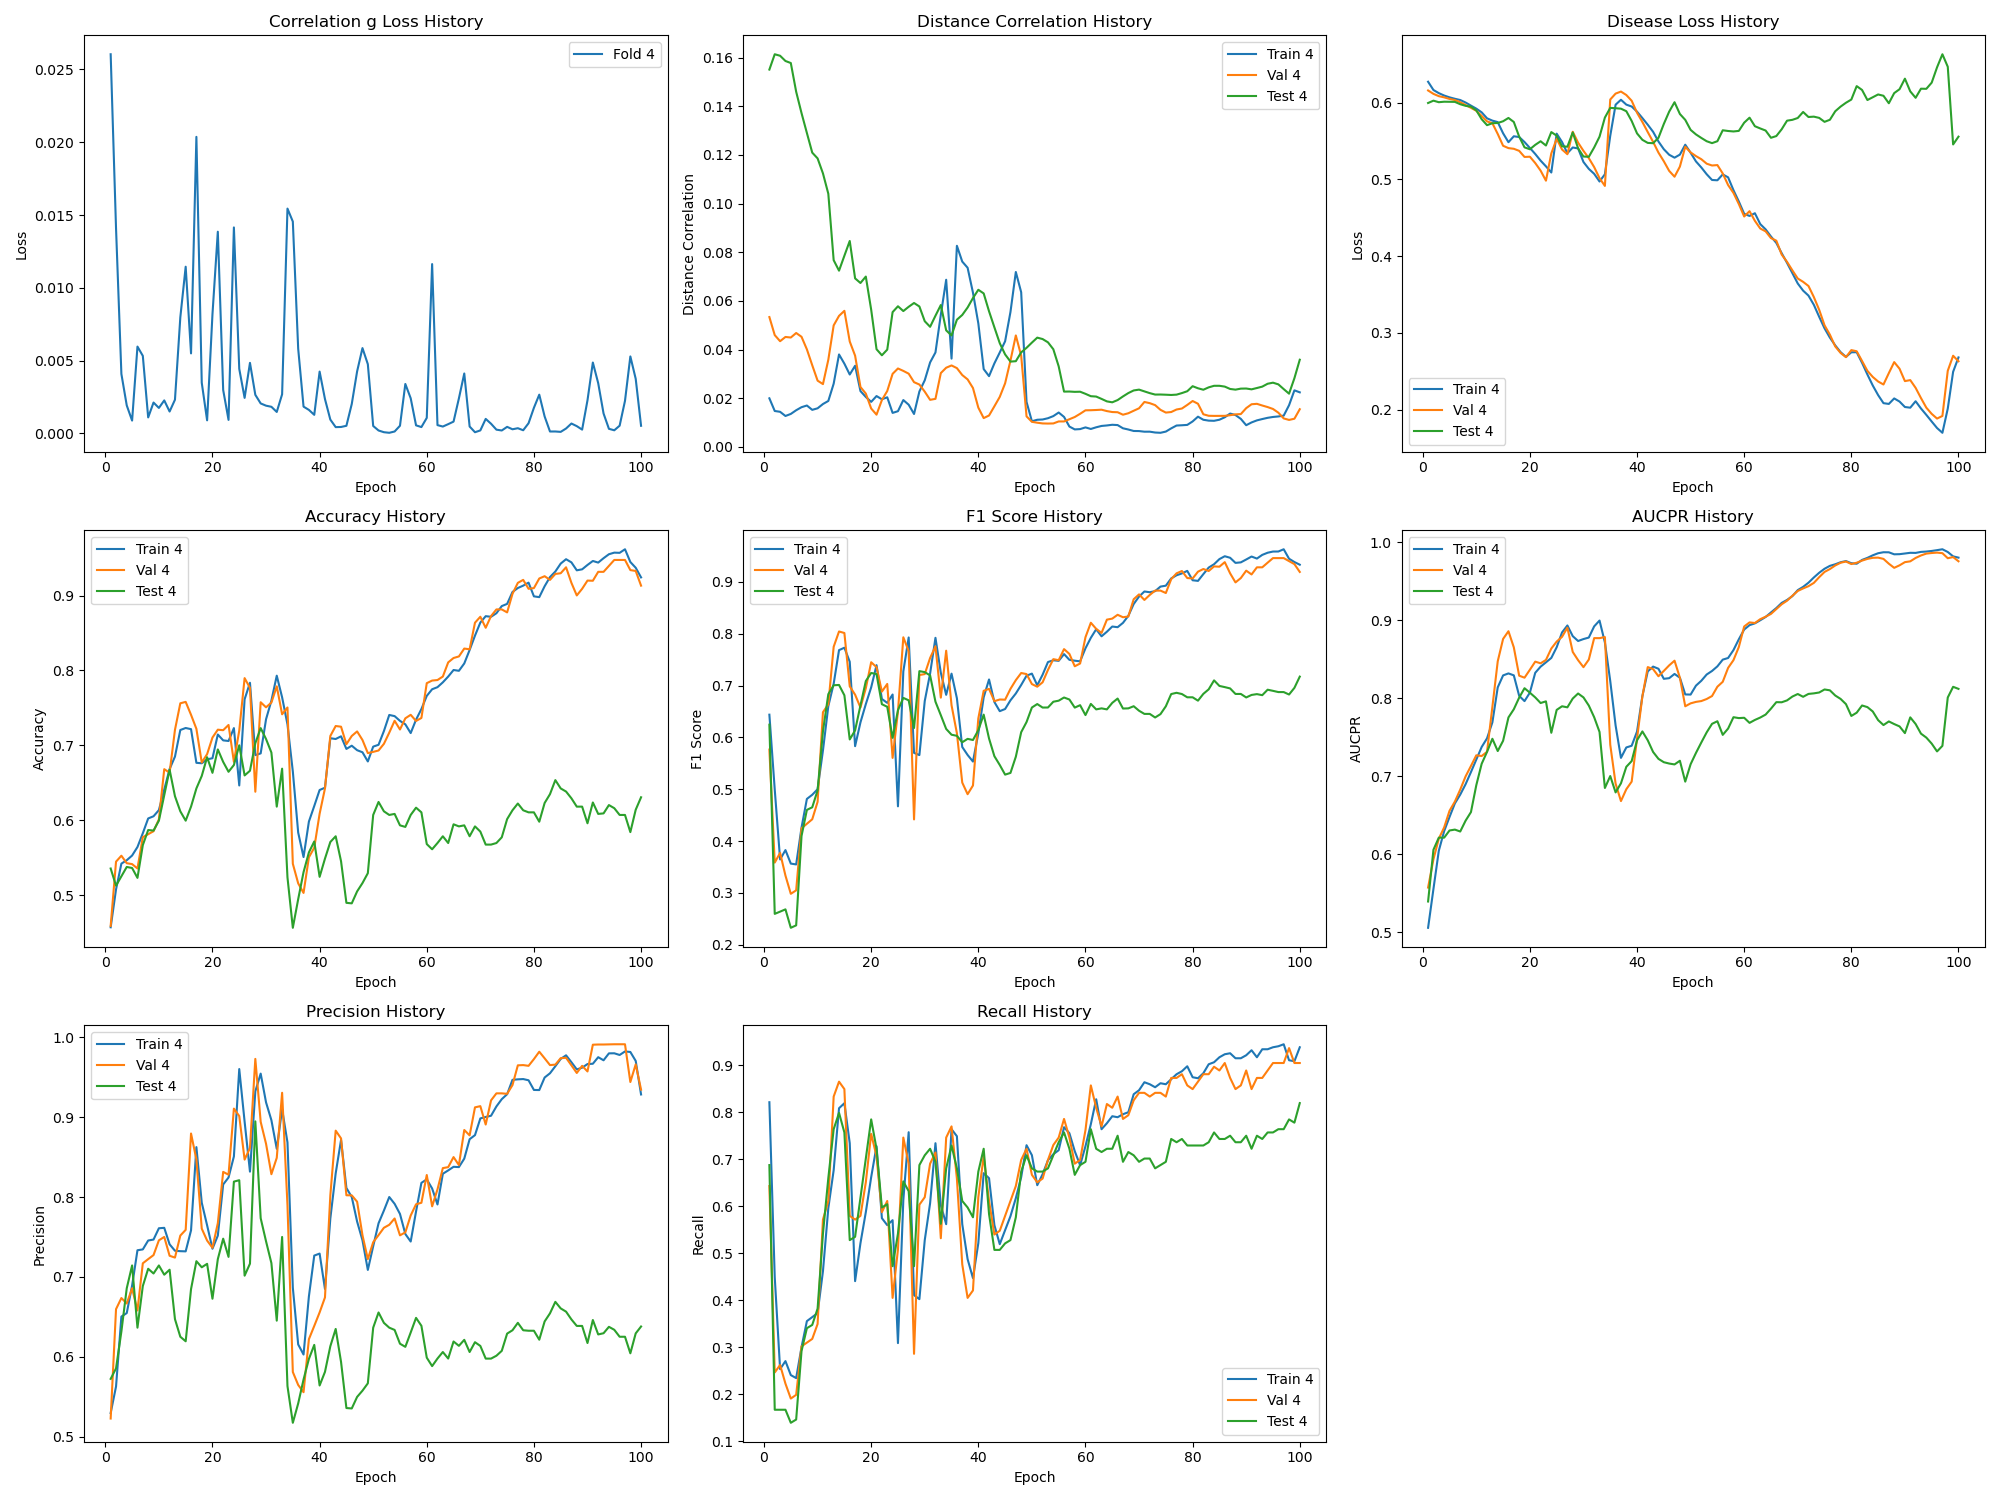 Correlation g Loss History
Fold 4
Loss
0.025
0.020
0.015
0.010
0.005
0.000
0 20 40 60 80 100
Epoch
Distance Correlation History
Train 4
Val 4
Test 4
Distance Correlation
0.16
0.14
0.12
0.10
0.08
0.06
0.04
0.02
0.00
0 20 40 60 80 100
Epoch
Disease Loss History
Train 4
Val 4
Test 4
Loss
0.6
0.5
0.4
0.3
0.2
0 20 40 60 80 100
Epoch
Accuracy History
Train 4
Val 4
Test 4
Accuracy
0.9
0.8
0.7
0.6
0.5
0 20 40 60 80 100
Epoch
F1 Score History
Train 4
Val 4
Test 4
F1 Score
0.9
0.8
0.7
0.6
0.5
0.4
0.3
0.2
0 20 40 60 80 100
Epoch
AUCPR History
Train 4
Val 4
Test 4
AUCPR
1.0
0.9
0.8
0.7
0.6
0.5
0 20 40 60 80 100
Epoch
Precision History
Train 4
Val 4
Test 4
Precision
1.0
0.9
0.8
0.7
0.6
0.5
0 20 40 60 80 100
Epoch
Recall History
Train 4
Val 4
Test 4
Recall
0.9
0.8
0.7
0.6
0.5
0.4
0.3
0.2
0.1
0 20 40 60 80 100
Epoch